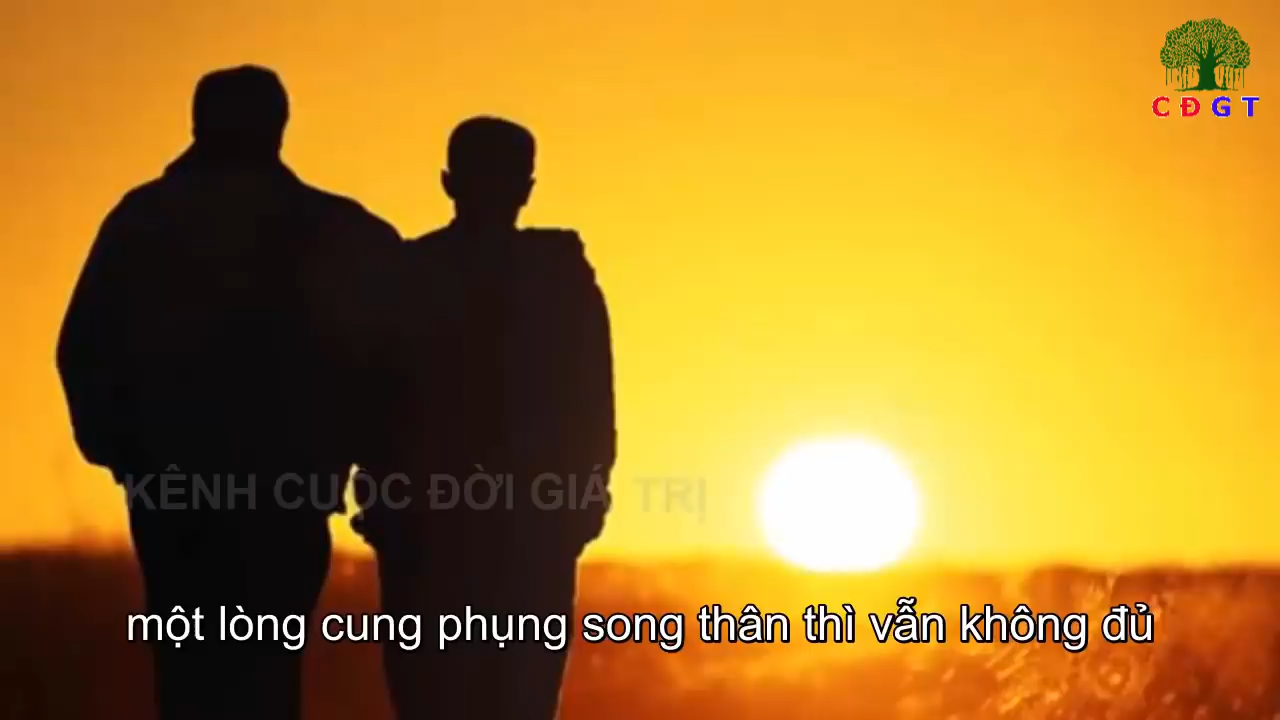 CĐGT
KÊNH CUỘC ĐỜI GIÁ TRỊ
một lòng cung phụng song thân thì vẫn không đủ